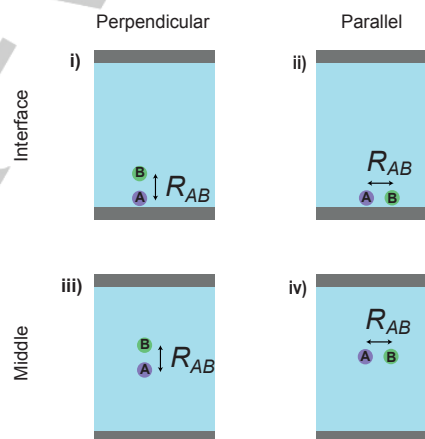 Perpendicular
Parallel
Interface
i)
B
A
R_AB
ii)
R_AB
A B
Middle
iii)
B
A
R_AB
iv)
R_AB
A B